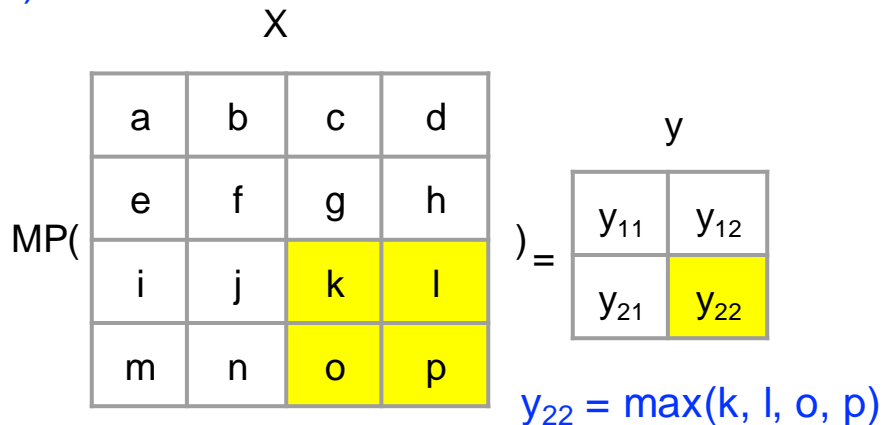 )
X
a b c d
e f g h
i j k l
m n o p
MP(
) =
y
y₁₁ y₁₂
y₂₁ y₂₂
y₂₂ = max(k, l, o, p)